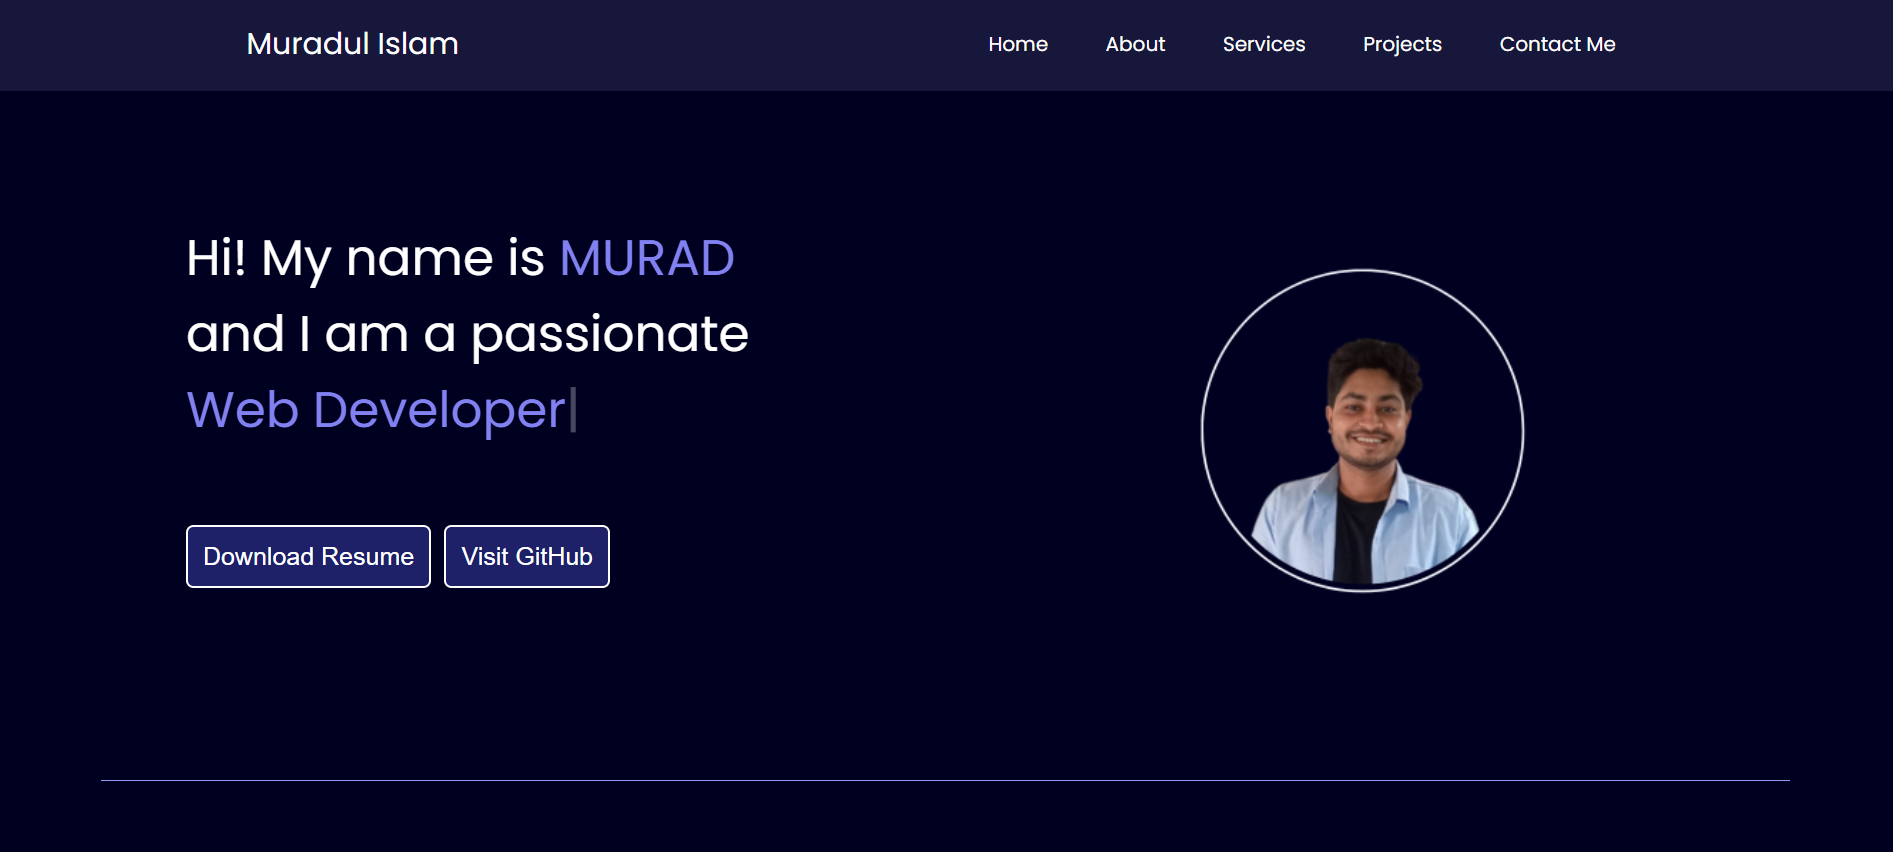 Muradul Islam
Home About Services Projects Contact Me
Hi! My name is MURAD
and I am a passionate
Web Developer|
Download Resume Visit GitHub